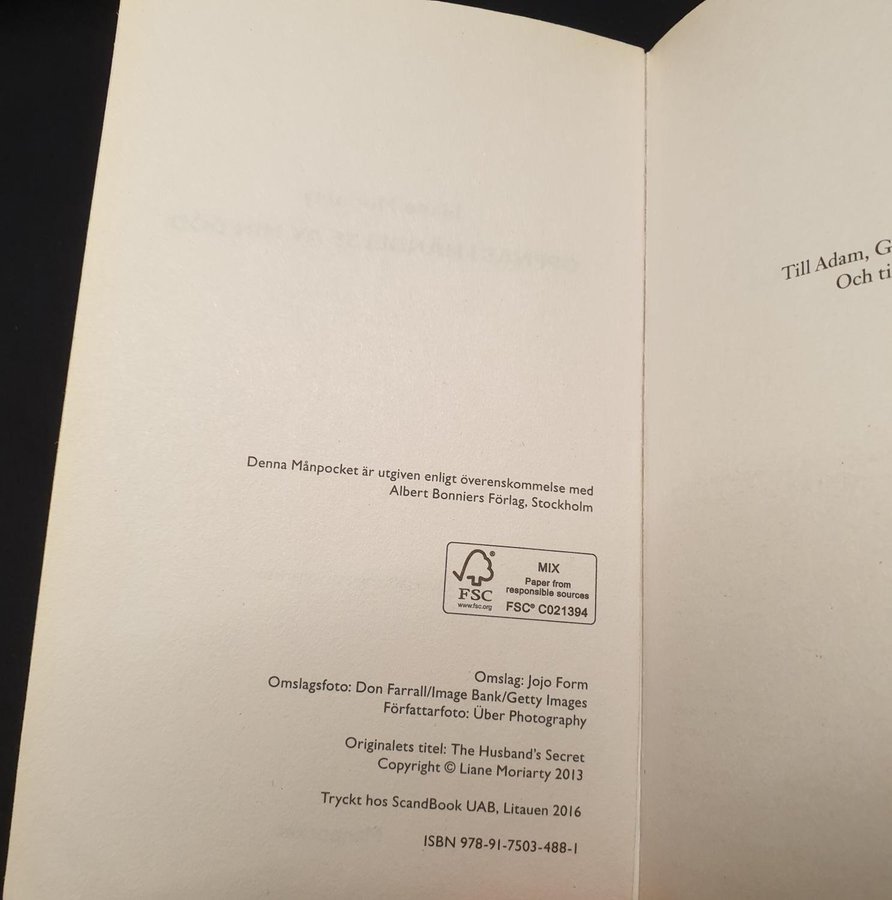 Denna Månpocket är utgiven enligt överenskommelse med
Albert Bonniers Förlag, Stockholm
FSC
www.fsc.org
MIX
Paper from
responsible sources
FSC® C021394
Omslag: Jojo Form
Omslagsfoto: Don Farrall/Image Bank/Getty Images
Författarfoto: Über Photography
Originalets titel: The Husband's Secret
Copyright © Liane Moriarty 2013
Tryckt hos ScandBook UAB, Litauen 2016
ISBN 978-91-7503-488-1
Till Adam, G
Och ti